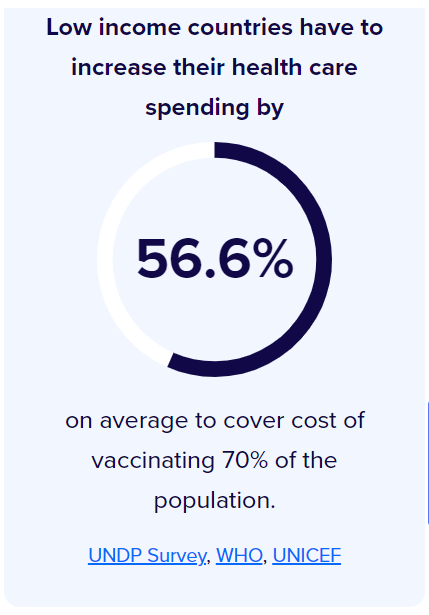 Low income countries have to
increase their health care
spending by
56.6%
on average to cover cost of
vaccinating 70% of the
population.
UNDP Survey, WHO, UNICEF